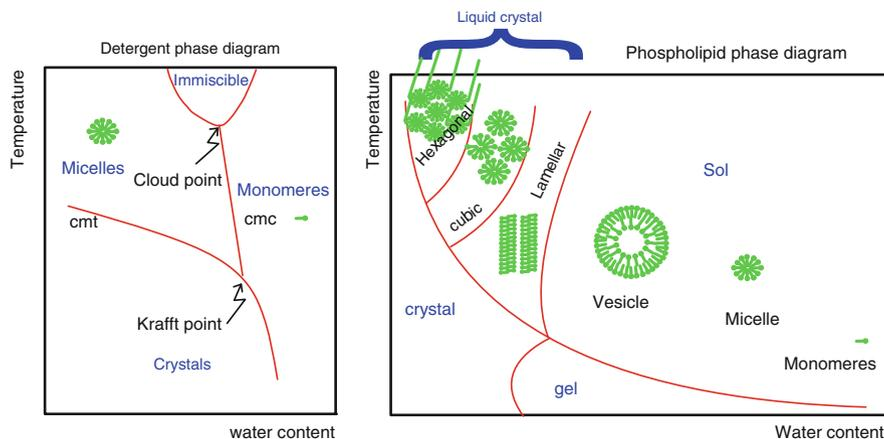 Detergent phase diagram
Temperature
Immiscible
Micelles
Cloud point
Monomeres
cmc
cmt
Krafft point
Crystals
water content
Liquid crystal
Phospholipid phase diagram
Temperature
Hexagonal
cubic
Lamellar
Sol
crystal
Vesicle
Micelle
Monomeres
gel
Water content